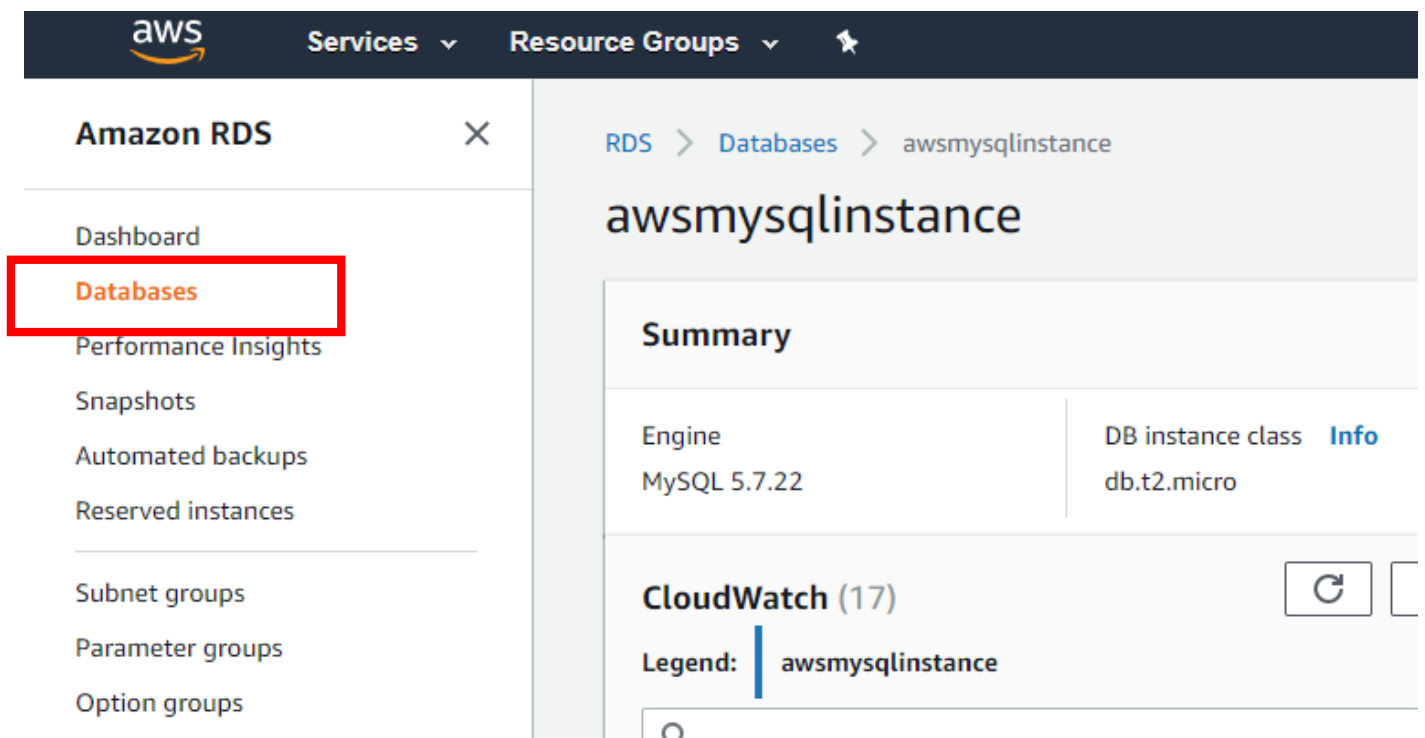 aws Services Resource Groups
Amazon RDS
Dashboard
Databases
Performance Insights
Snapshots
Automated backups
Reserved instances
Subnet groups
Parameter groups
Option groups
RDS > Databases > awsmysqlinstance
awsmysqlinstance
Summary
Engine
MySQL 5.7.22
DB instance class Info
db.t2.micro
CloudWatch (17)
Legend: awsmysqlinstance